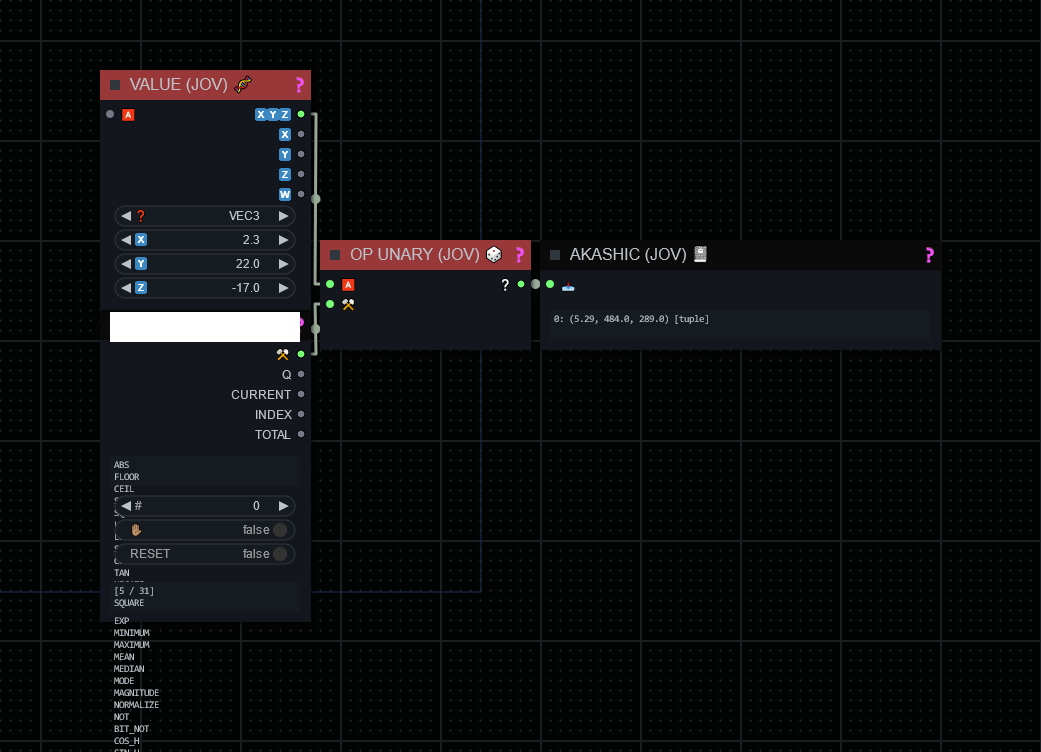 VALUE (JOV)
A X Y Z
X
Y
Z
W
VEC3
X 2.3
Y 22.0
Z -17.0
OP UNARY (JOV)
A ?
AKASHIC (JOV)
0: (5.29, 484.0, 289.0) [tuple]
Q
CURRENT
INDEX
TOTAL
ABS
FLOOR
CEIL
# 0
false
RESET false
TAN
[5 / 31]
SQUARE
EXP
MINIMUM
MAXIMUM
MEAN
MEDIAN
MODE
MAGNITUDE
NORMALIZE
NOT
BIT_NOT
COS_H